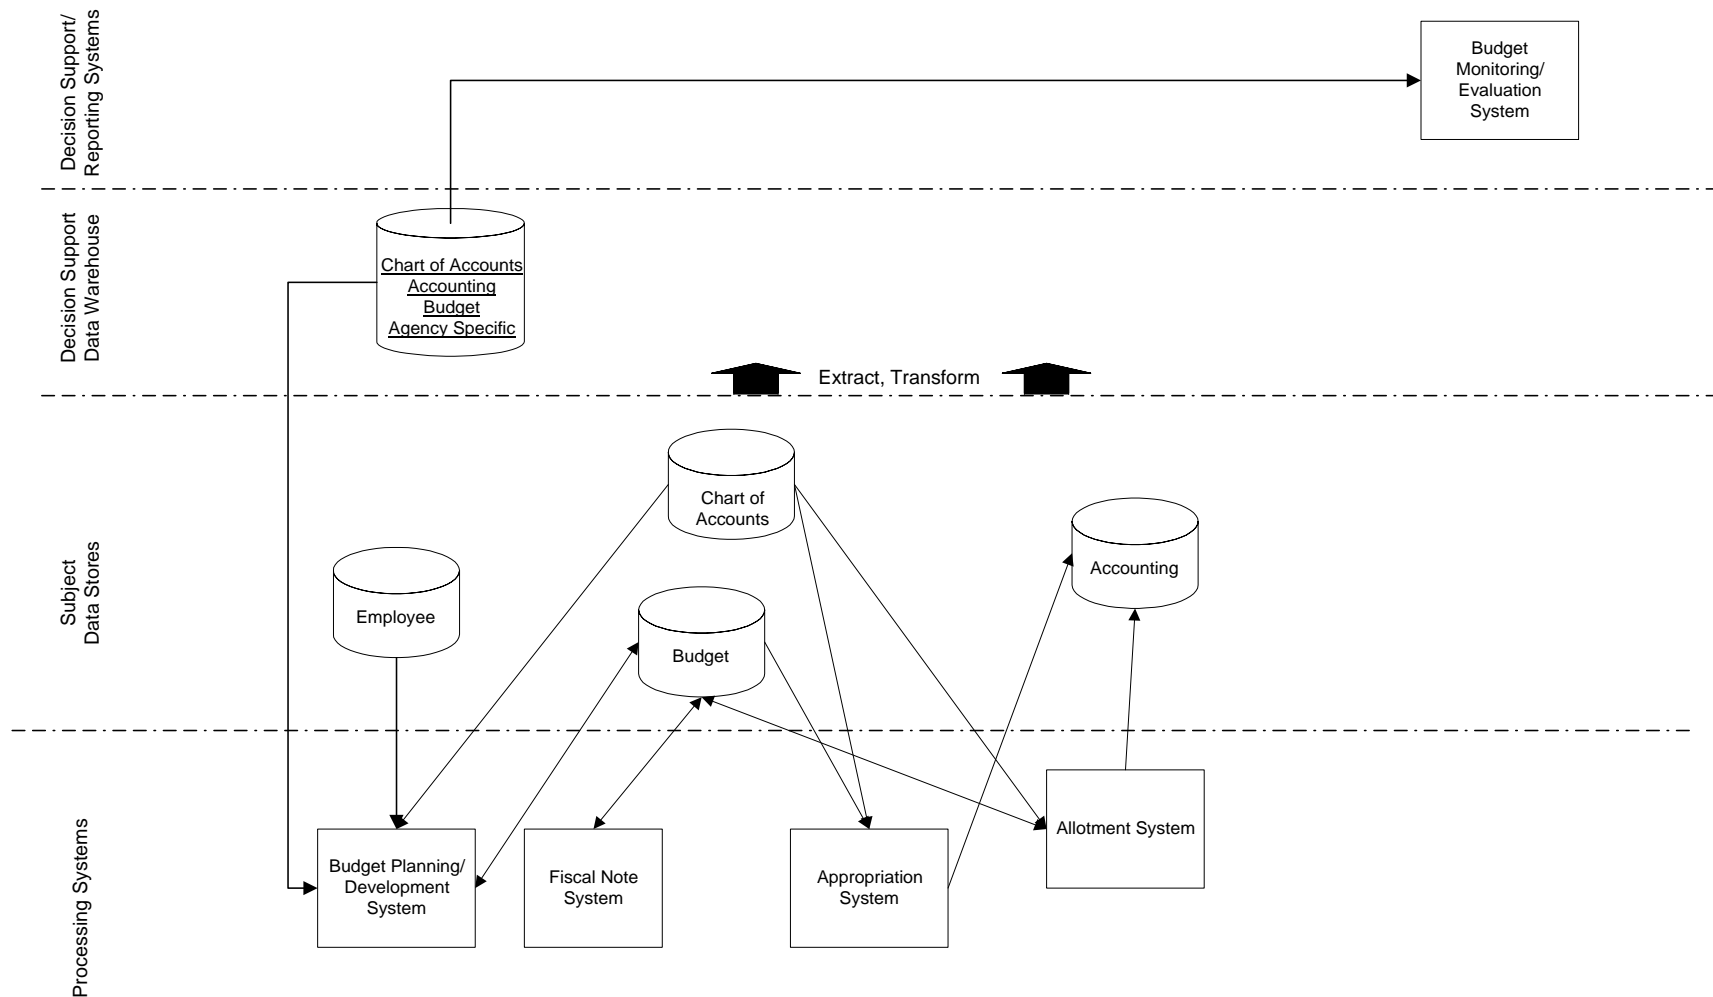 Decision Support/
Reporting Systems
Budget
Monitoring/
Evaluation
System
Decision Support
Data Warehouse
Chart of Accounts
Accounting
Budget
Agency Specific
Extract, Transform
Subject
Data Stores
Chart of
Accounts
Accounting
Employee
Budget
Processing Systems
Budget Planning/
Development
System
Fiscal Note
System
Appropriation
System
Allotment System